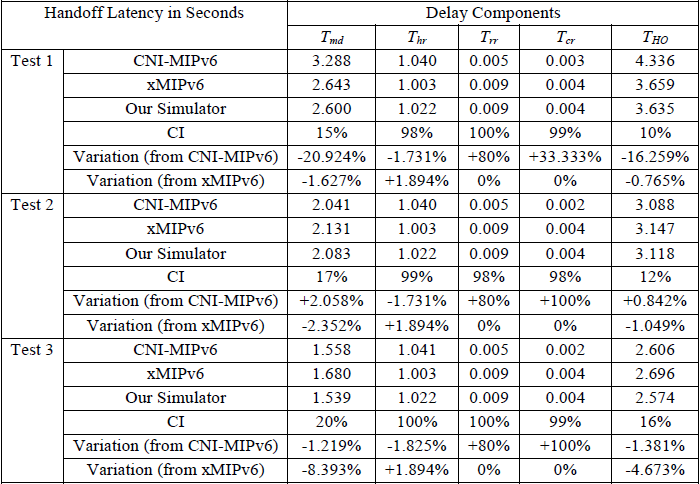 Handoff Latency in Seconds Delay Components
Tmd Thr Trr Tcr THO
Test 1 CNI-MIPv6 3.288 1.040 0.005 0.003 4.336
xMIPv6 2.643 1.003 0.009 0.004 3.659
Our Simulator 2.600 1.022 0.009 0.004 3.635
CI 15% 98% 100% 99% 10%
Variation (from CNI-MIPv6) -20.924% -1.731% +80% +33.333% -16.259%
Variation (from xMIPv6) -1.627% +1.894% 0% 0% -0.765%
Test 2 CNI-MIPv6 2.041 1.040 0.005 0.002 3.088
xMIPv6 2.131 1.003 0.009 0.004 3.147
Our Simulator 2.083 1.022 0.009 0.004 3.118
CI 17% 99% 98% 98% 12%
Variation (from CNI-MIPv6) +2.058% -1.731% +80% +100% +0.842%
Variation (from xMIPv6) -2.352% +1.894% 0% 0% -1.049%
Test 3 CNI-MIPv6 1.558 1.041 0.005 0.002 2.606
xMIPv6 1.680 1.003 0.009 0.004 2.696
Our Simulator 1.539 1.022 0.009 0.004 2.574
CI 20% 100% 100% 99% 16%
Variation (from CNI-MIPv6) -1.219% -1.825% +80% +100% -1.381%
Variation (from xMIPv6) -8.393% +1.894% 0% 0% -4.673%